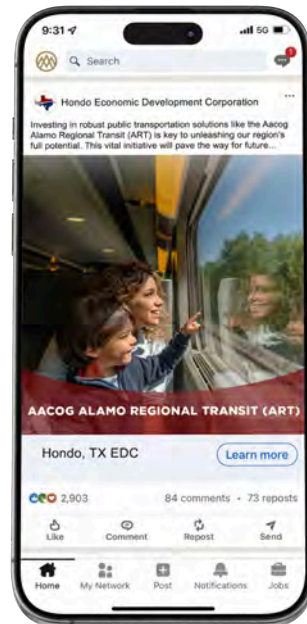 9:31
5G
Search
1
Hondo Economic Development Corporation
Investing in robust public transportation solutions like the Aacog
Alamo Regional Transit (ART) is key to unleashing our region's
full potential. This vital initiative will pave the way for future...
AACOG ALAMO REGIONAL TRANSIT (ART)
Hondo, TX EDC
Learn more
2,903
84 comments • 73 reposts
Like
Comment
Repost
Send
Home
My Network
Post
Notifications
Jobs